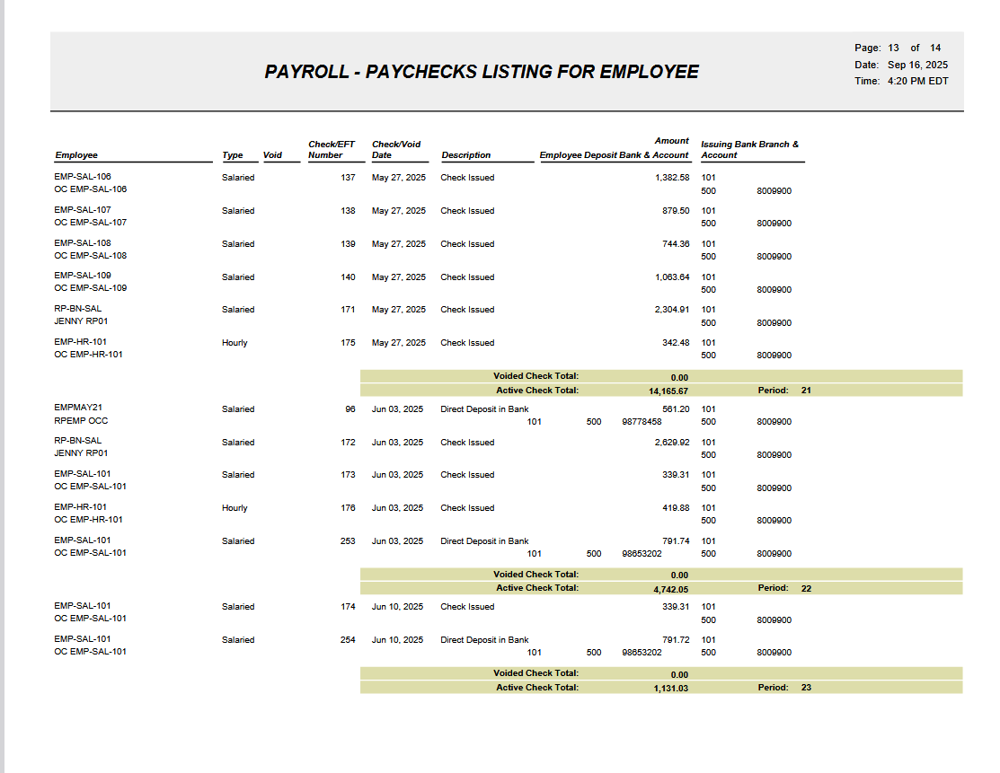 Page: 13 of 14
PAYROLL - PAYCHECKS LISTING FOR EMPLOYEE
Date: Sep 16, 2025
Time: 4:20 PM EDT
Check/EFT Check/Void Amount Issuing Bank Branch &
Employee Type Void Number Date Description Employee Deposit Bank & Account Account
EMP-SAL-106 Salaried 137 May 27, 2025 Check Issued 1,382.58 101
OC EMP-SAL-106 500 8009900
EMP-SAL-107 Salaried 138 May 27, 2025 Check Issued 879.50 101
OC EMP-SAL-107 500 8009900
EMP-SAL-108 Salaried 139 May 27, 2025 Check Issued 744.36 101
OC EMP-SAL-108 500 8009900
EMP-SAL-109 Salaried 140 May 27, 2025 Check Issued 1,063.64 101
OC EMP-SAL-109 500 8009900
RP-BN-SAL Salaried 171 May 27, 2025 Check Issued 2,304.91 101
JENNY RP01 500 8009900
EMP-HR-101 Hourly 175 May 27, 2025 Check Issued 342.48 101
OC EMP-HR-101 500 8009900
Voided Check Total: 0.00
Active Check Total: 14,165.67 Period: 21
EMPMAY21 Salaried 96 Jun 03, 2025 Direct Deposit in Bank 561.20 101
RPEMP OCC 101 500 98778458 500 8009900
RP-BN-SAL Salaried 172 Jun 03, 2025 Check Issued 2,629.92 101
JENNY RP01 500 8009900
EMP-SAL-101 Salaried 173 Jun 03, 2025 Check Issued 339.31 101
OC EMP-SAL-101 500 8009900
EMP-HR-101 Hourly 176 Jun 03, 2025 Check Issued 419.88 101
OC EMP-HR-101 500 8009900
EMP-SAL-101 Salaried 253 Jun 03, 2025 Direct Deposit in Bank 791.74 101
OC EMP-SAL-101 101 500 98653202 500 8009900
Voided Check Total: 0.00
Active Check Total: 4,742.05 Period: 22
EMP-SAL-101 Salaried 174 Jun 10, 2025 Check Issued 339.31 101
OC EMP-SAL-101 500 8009900
EMP-SAL-101 Salaried 254 Jun 10, 2025 Direct Deposit in Bank 791.72 101
OC EMP-SAL-101 101 500 98653202 500 8009900
Voided Check Total: 0.00
Active Check Total: 1,131.03 Period: 23